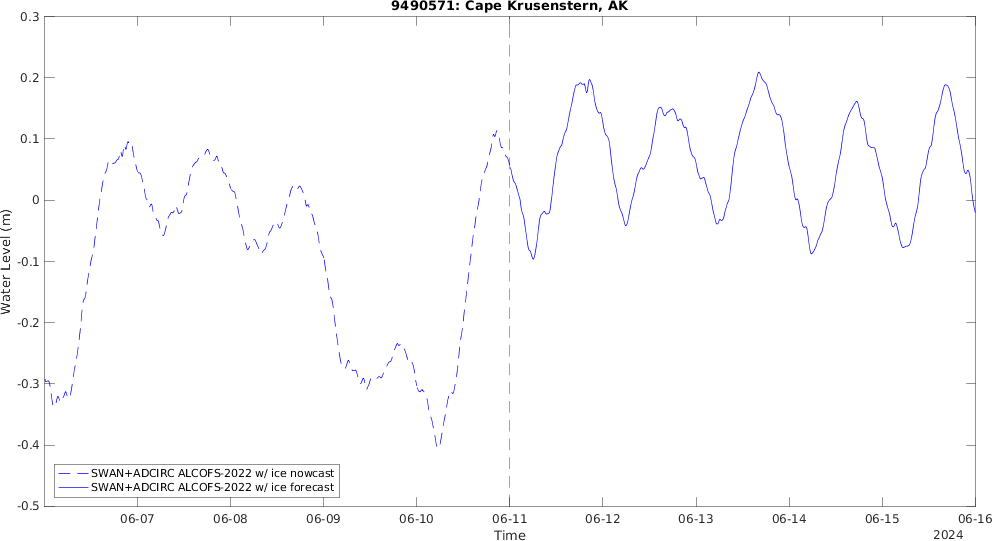 9490571: Cape Krusenstern, AK
0.3
0.2
0.1
0
-0.1
-0.2
-0.3
-0.4
-0.5
Water Level (m)
SWAN+ADCIRC ALCOFS-2022 w/ ice nowcast
SWAN+ADCIRC ALCOFS-2022 w/ ice forecast
06-07 06-08 06-09 06-10 06-11 06-12 06-13 06-14 06-15 06-16
Time
2024